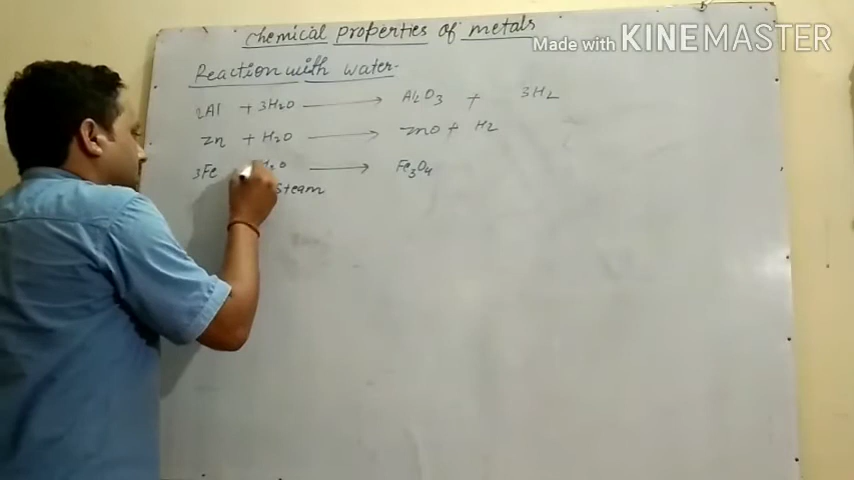 chemical properties of metals
Made with KINEMASTER
Reaction with water-
2Al + 3H₂O ⟶ Al₂O₃ + 3H₂
Zn + H₂O ⟶ ZnO + H₂
3Fe H₂O ⟶ Fe₃O₄
steam